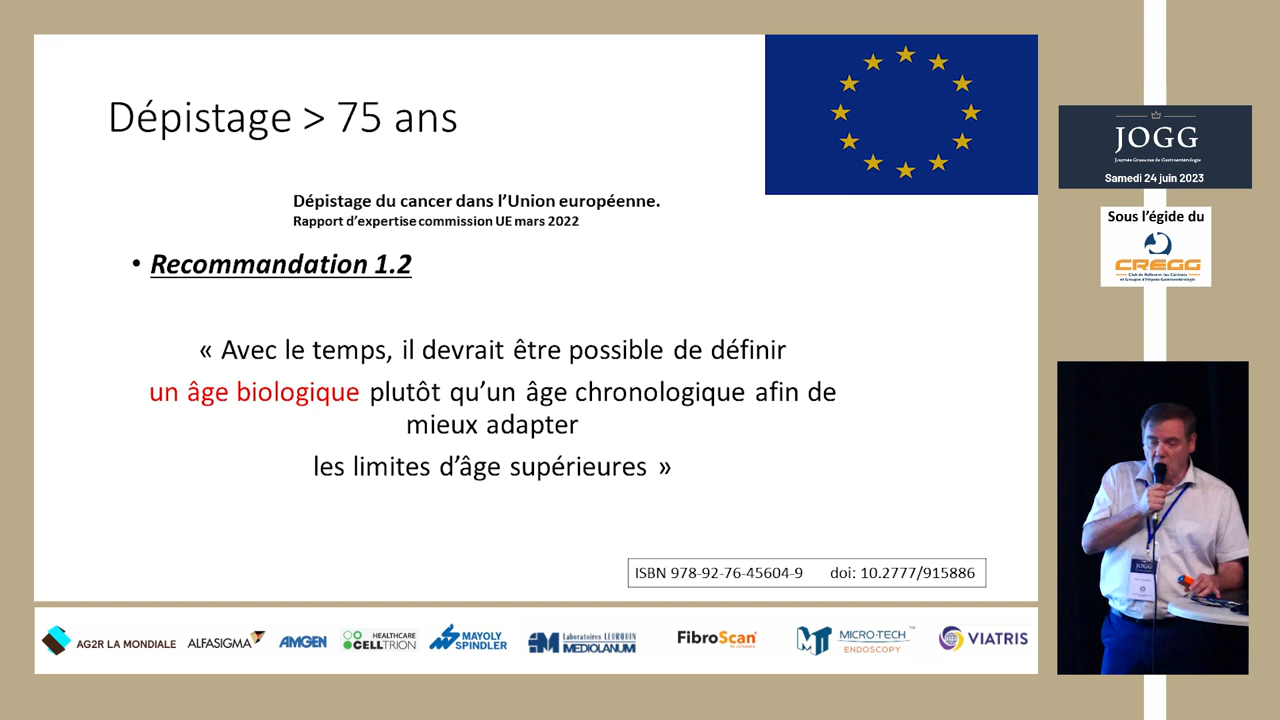 Dépistage > 75 ans
Dépistage du cancer dans l’Union européenne.
Rapport d’expertise commission UE mars 2022
• Recommandation 1.2
« Avec le temps, il devrait être possible de définir
un âge biologique plutôt qu’un âge chronologique afin de
mieux adapter
les limites d’âge supérieures »
ISBN 978-92-76-45604-9 doi: 10.2777/915886
JOGG
Journée Grassoise de Gastroentérologie
Samedi 24 juin 2023
Sous l’égide du
CREGG
Club de Réflexion des Cabinets
et Groupes d’Hépato-Gastroentérologie
JOGG
AG2R LA MONDIALE
ALFASIGMA
AMGEN
HEALTHCARE
CELLTRION
MAYOLY
SPINDLER
Laboratoires LEURQUIN
MEDIOLANUM
FibroScan
MICRO-TECH
ENDOSCOPY
VIATRIS